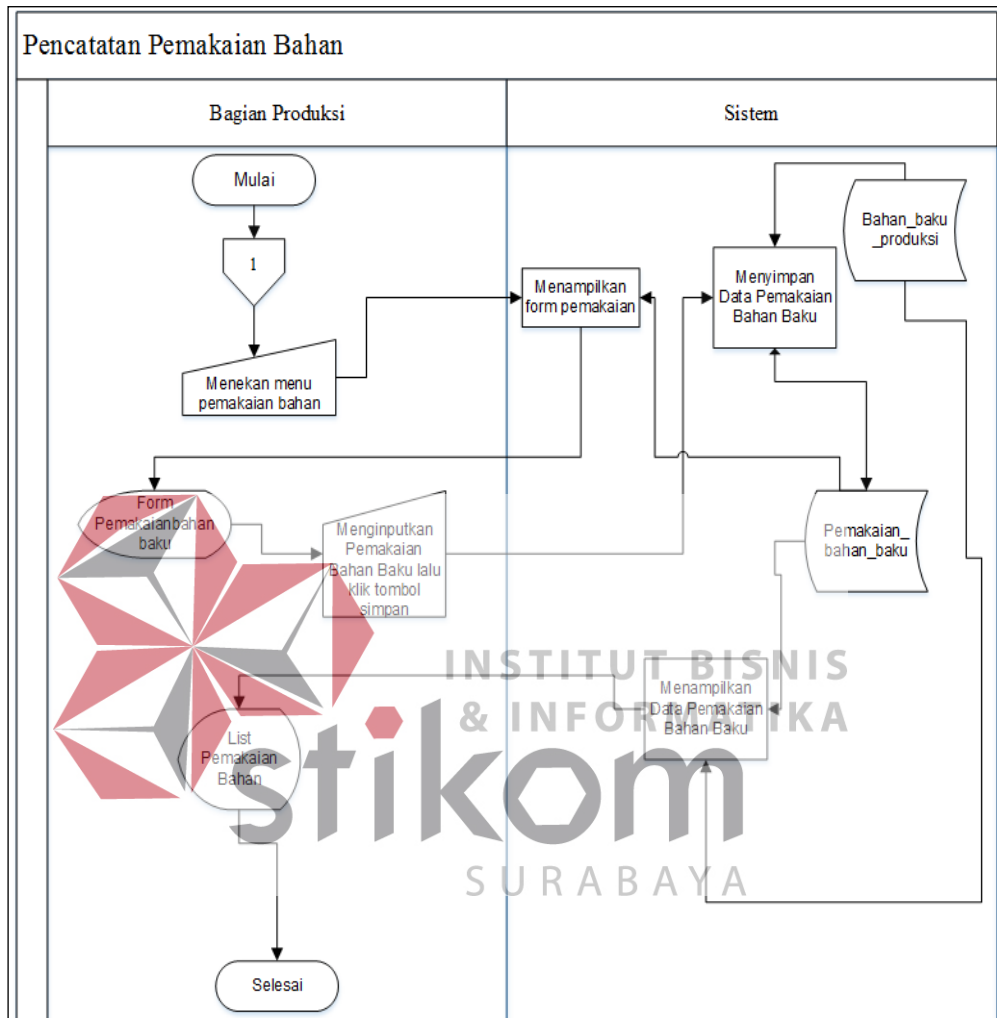 Pencatatan Pemakaian Bahan
Bagian Produksi
Sistem
Mulai
1
Menekan menu
pemakaian bahan
Menampilkan
form pemakaian
Menyimpan
Data Pemakaian
Bahan Baku
Bahan_baku
_produksi
Form
Pemakaianbahan
baku
Menginputkan
Pemakaian
Bahan Baku lalu
klik tombol
simpan
Pemakaian_
bahan_baku
INSTITUT BISNIS
& INFORMATIKA
Menampilkan
Data Pemakaian
Bahan Baku
List
Pemakaian
Bahan
stikom
SURABAYA
Selesai